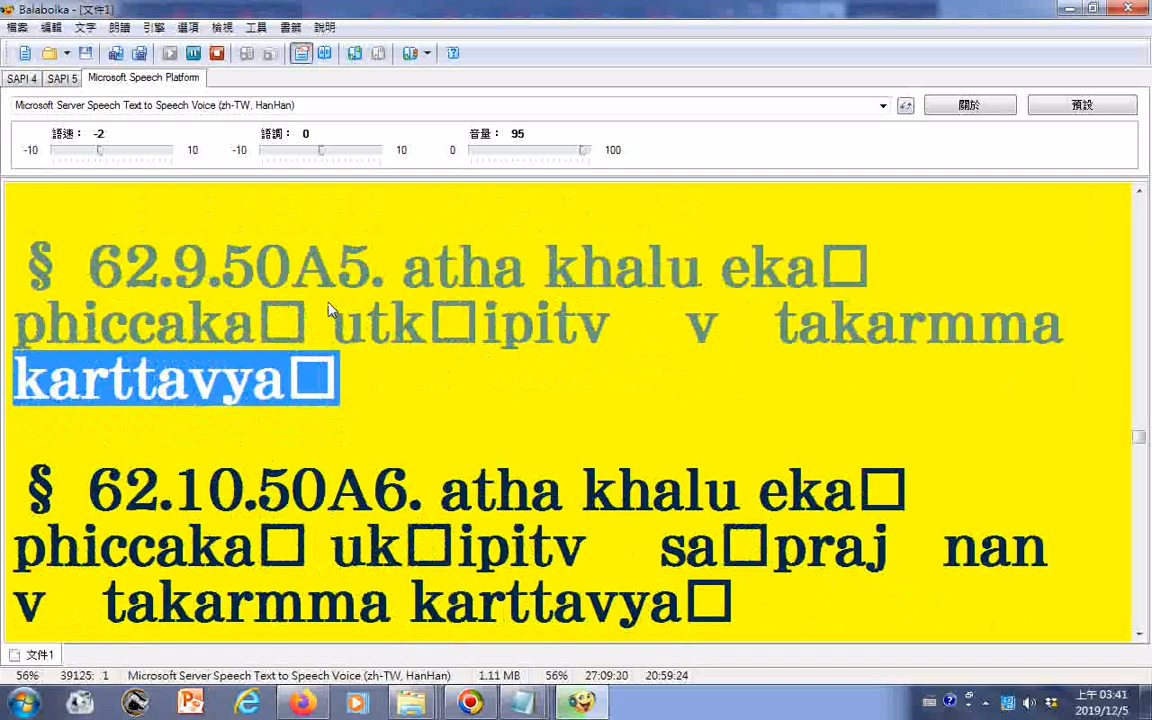 Balabolka - [文件1]
檔案 編輯 文字 朗讀 引擎 選項 檢視 工具 書籤 說明
SAPI 4 SAPI 5 Microsoft Speech Platform
Microsoft Server Speech Text to Speech Voice (zh-TW, HanHan) 關於 預設
語速： -2 語調： 0 音量： 95
-10 10 -10 10 0 100
§ 62.9.50A5. atha khalu eka□
phiccaka□ utk□ipitv v takarmma
karttavya□
§ 62.10.50A6. atha khalu eka□
phiccaka□ uk□ipitv sa□praj nan
v takarmma karttavya□
文件1
56% 39125: 1 Microsoft Server Speech Text to Speech Voice (zh-TW, HanHan) 1.11 MB 56% 27:09:30 20:59:24
上午 03:41
2019/12/5